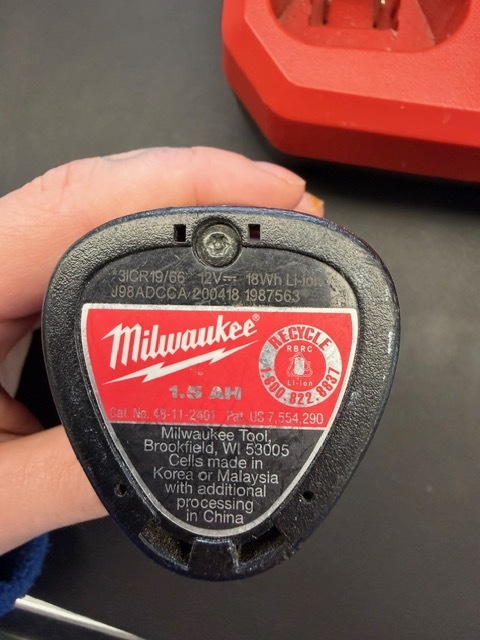 3ICR19/66 12V⎓ 18Wh Li-ion
J98ADCCA 200418 1987563
Milwaukee®
RECYCLE
RBRC
Li-ion
1.800.822.8837
1.5 AH
Cat. No. 48-11-2401 Pat. US 7,554,290
Milwaukee Tool,
Brookfield, WI 53005
Cells made in
Korea or Malaysia
with additional
processing
in China